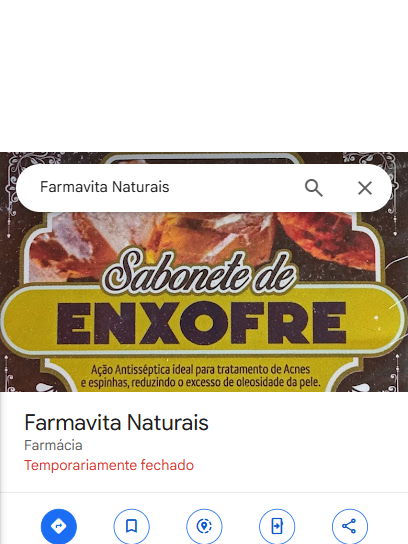 Farmavita Naturais
Sabonete de
ENXOFRE
Ação Antisséptica ideal para tratamento de Acnes
e espinhas, reduzindo o excesso de oleosidade da pele.
Farmavita Naturais
Farmácia
Temporariamente fechado